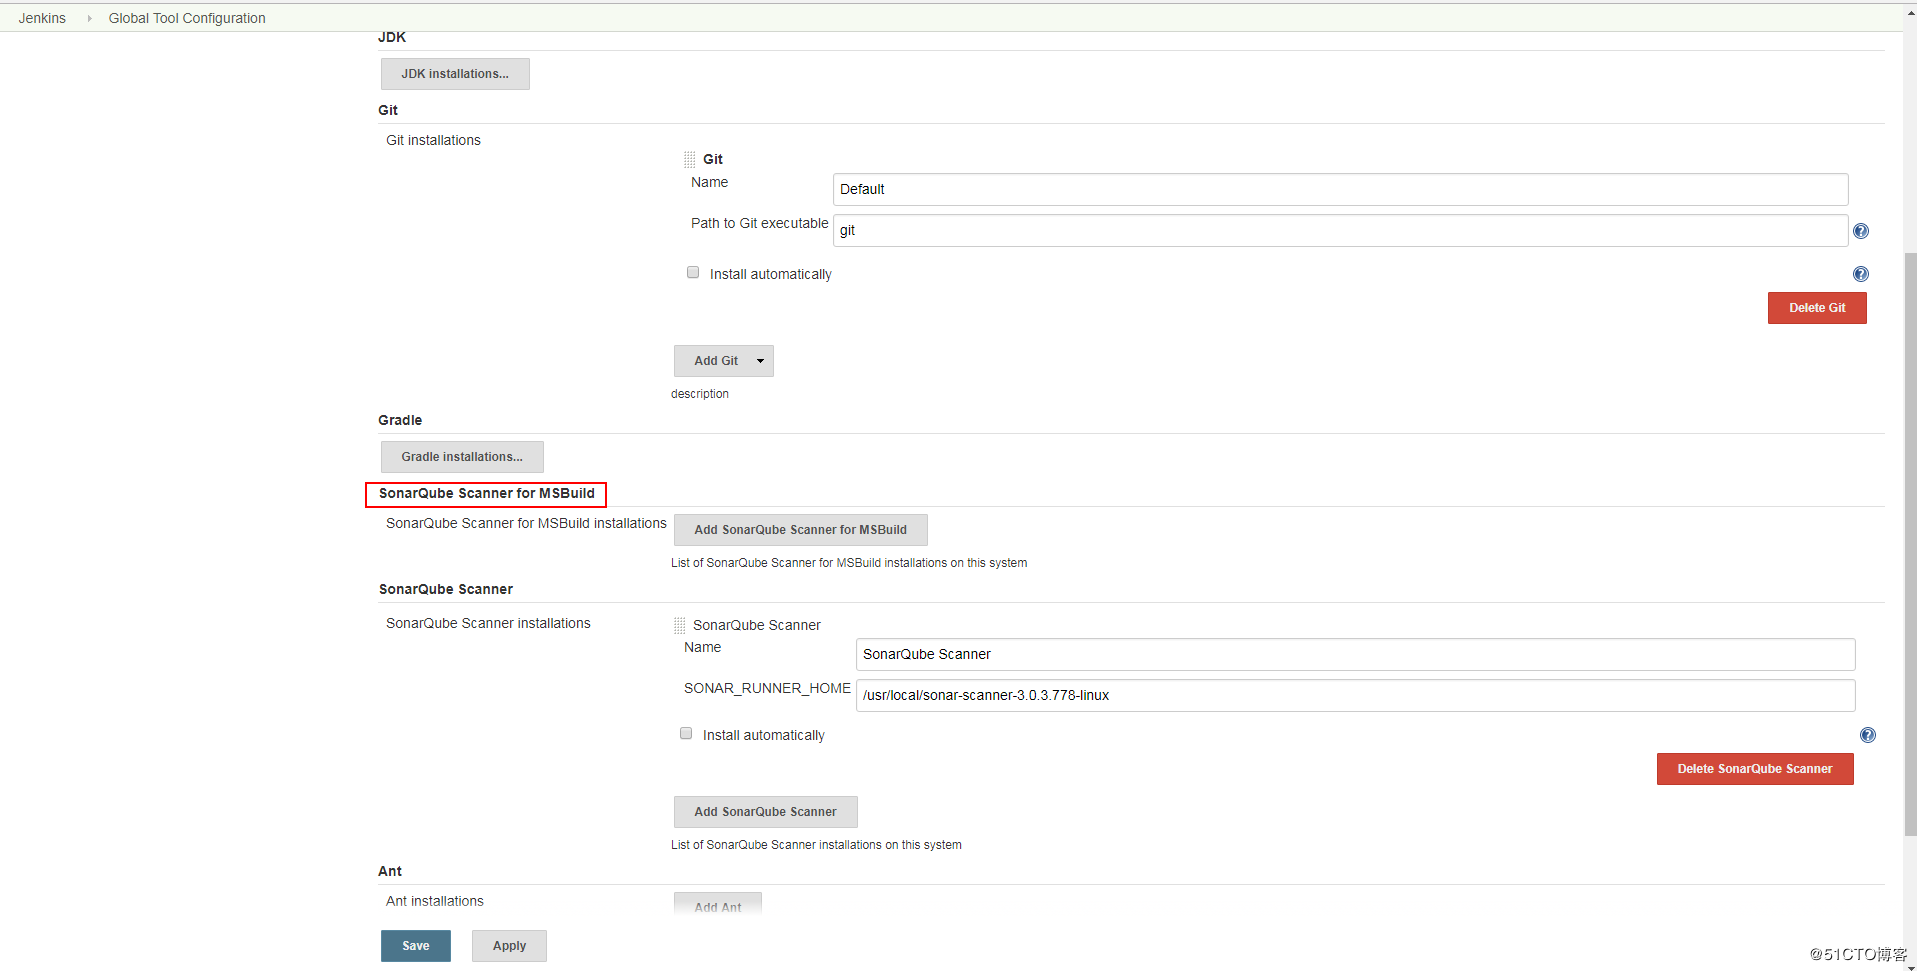 Jenkins Global Tool Configuration
JDK
JDK installations...
Git
Git installations
Git
Name
Default
Path to Git executable
git
Install automatically
Delete Git
Add Git
description
Gradle
Gradle installations...
SonarQube Scanner for MSBuild
SonarQube Scanner for MSBuild installations
Add SonarQube Scanner for MSBuild
List of SonarQube Scanner for MSBuild installations on this system
SonarQube Scanner
SonarQube Scanner installations
SonarQube Scanner
Name
SonarQube Scanner
SONAR_RUNNER_HOME
/usr/local/sonar-scanner-3.0.3.778-linux
Install automatically
Delete SonarQube Scanner
Add SonarQube Scanner
List of SonarQube Scanner installations on this system
Ant
Ant installations
Add Ant
Save
Apply
@51CTO博客